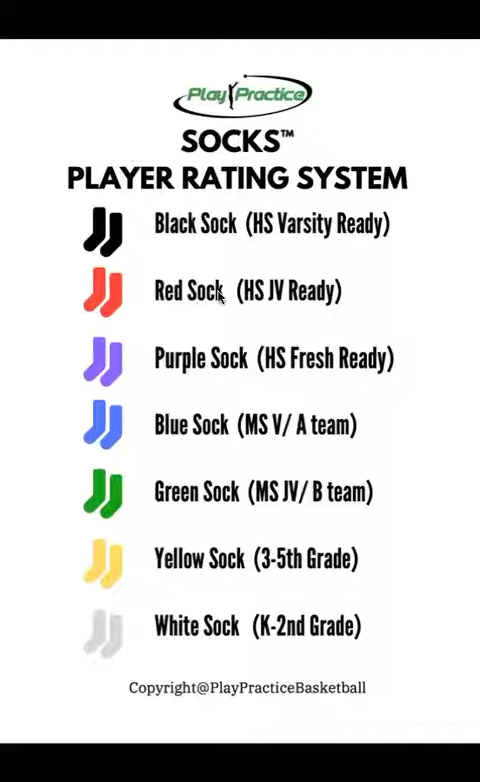 Play Practice
SOCKS™
PLAYER RATING SYSTEM
Black Sock (HS Varsity Ready)
Red Sock (HS JV Ready)
Purple Sock (HS Fresh Ready)
Blue Sock (MS V/ A team)
Green Sock (MS JV/ B team)
Yellow Sock (3-5th Grade)
White Sock (K-2nd Grade)
Copyright@PlayPracticeBasketball